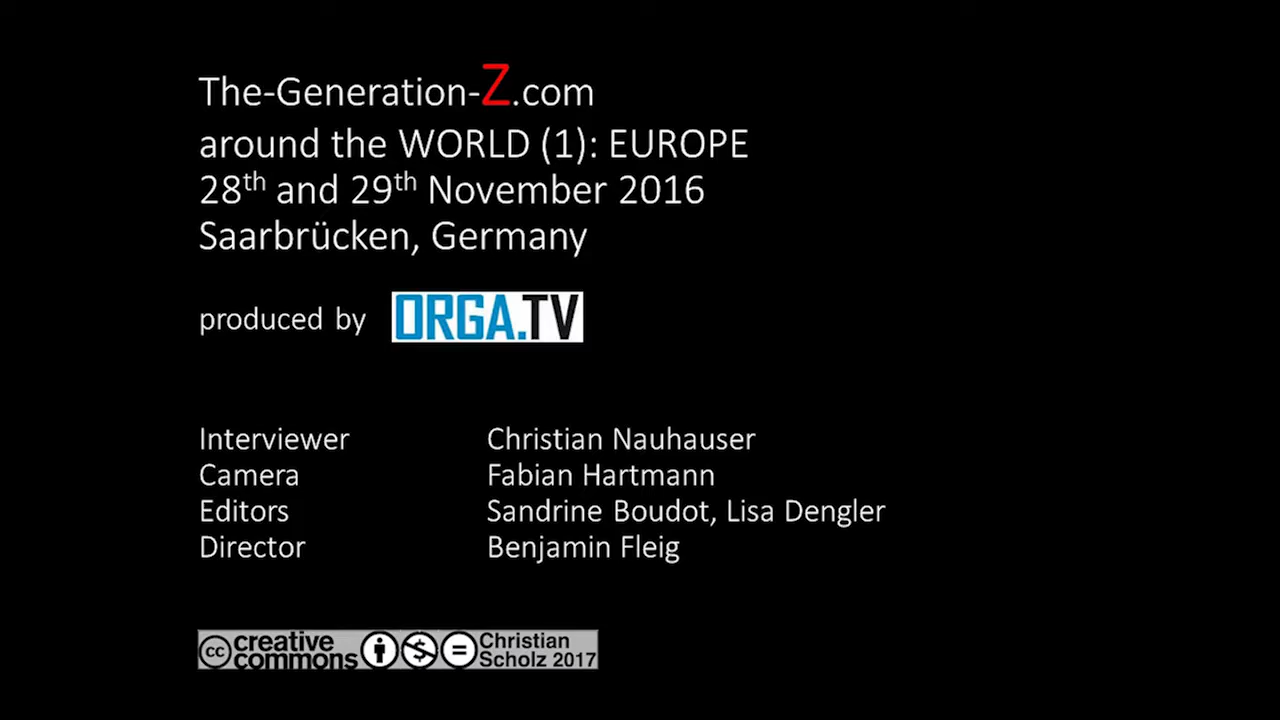 The-Generation-Z.com
around the WORLD (1): EUROPE
28th and 29th November 2016
Saarbrücken, Germany
produced by ORGA.TV
Interviewer Christian Nauhauser
Camera Fabian Hartmann
Editors Sandrine Boudot, Lisa Dengler
Director Benjamin Fleig
cc creative commons Christian Scholz 2017